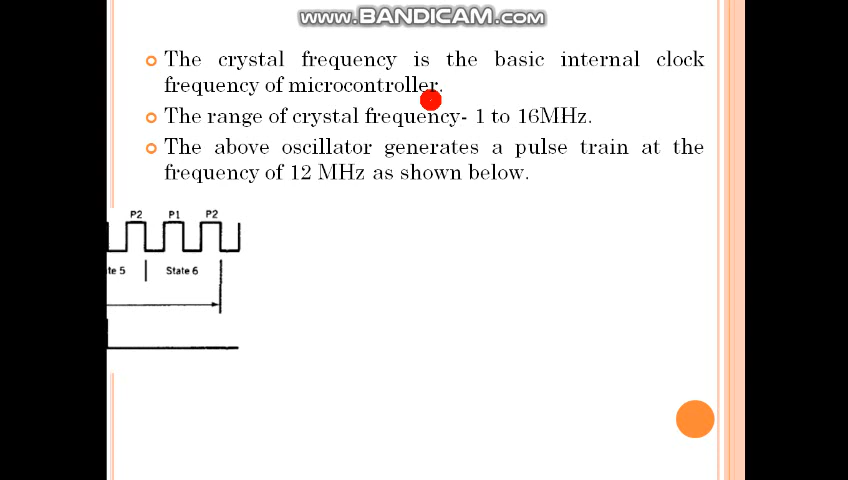 www.BANDICAM.com
The crystal frequency is the basic internal clock
frequency of microcontroller.
The range of crystal frequency- 1 to 16MHz.
The above oscillator generates a pulse train at the
frequency of 12 MHz as shown below.
P2 P1 P2
te 5 State 6